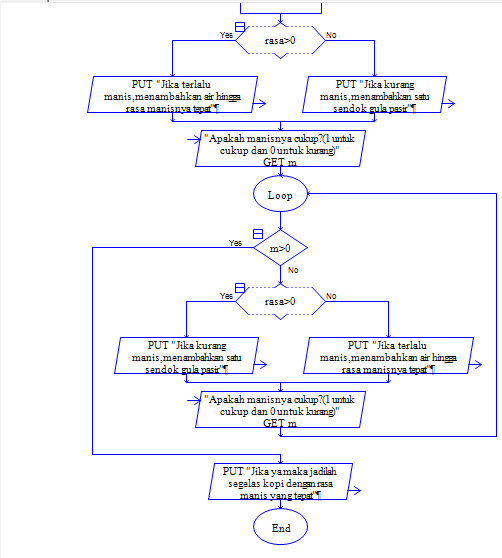 Yes
rasa>0
No
PUT "Jika terlalu
manis,menambahkan air hingga
rasa manisnya tepat"¶
PUT "Jika kurang
manis,menambahkan satu
sendok gula pasir"¶
"Apakah manisnya cukup?(1 untuk
cukup dan 0 untuk kurang)"
GET m
Loop
Yes
m>0
No
Yes
rasa>0
No
PUT "Jika kurang
manis,menambahkan satu
sendok gula pasir"¶
PUT "Jika terlalu
manis,menambahkan air hingga
rasa manisnya tepat"¶
"Apakah manisnya cukup?(1 untuk
cukup dan 0 untuk kurang)"
GET m
PUT "Jika ya maka jadilah
segelas kopi dengan rasa
manis yang tepat"¶
End